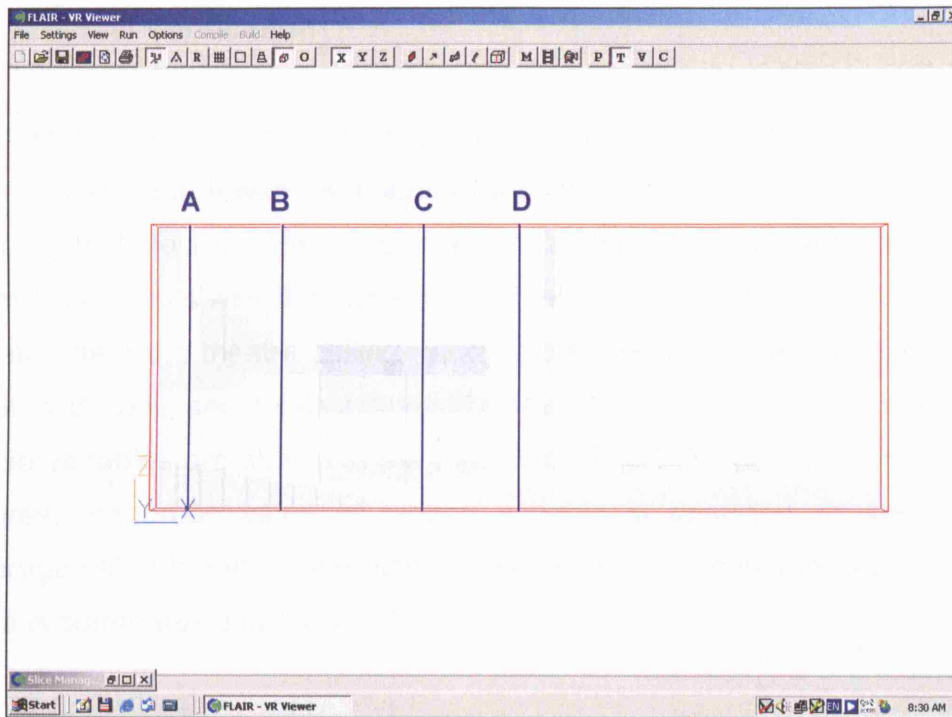 FLAIR - VR Viewer
File Settings View Run Options Compile Build Help
R O X Y Z M P T V C
A B C D
Z
Y X
Slice Manag...
Start FLAIR - VR Viewer EN 8:30 AM